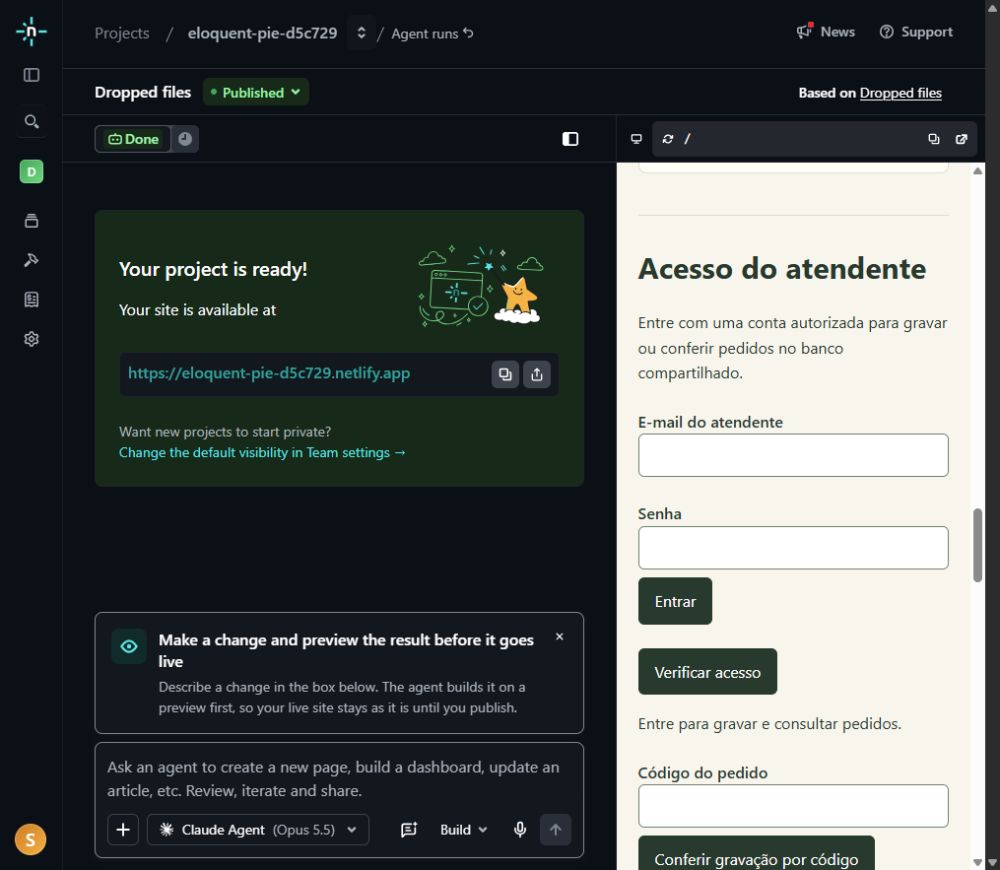 Projects / eloquent-pie-d5c729 / Agent runs
News
Support
Dropped files
Published
Based on Dropped files
Done
/
D
Your project is ready!
Your site is available at
https://eloquent-pie-d5c729.netlify.app
Want new projects to start private?
Change the default visibility in Team settings →
Make a change and preview the result before it goes
live
Describe a change in the box below. The agent builds it on a
preview first, so your live site stays as it is until you publish.
Ask an agent to create a new page, build a dashboard, update an
article, etc. Review, iterate and share.
Claude Agent (Opus 5.5)
Build
S
Acesso do atendente
Entre com uma conta autorizada para gravar
ou conferir pedidos no banco
compartilhado.
E-mail do atendente
Senha
Entrar
Verificar acesso
Entre para gravar e consultar pedidos.
Código do pedido
Conferir gravação por código